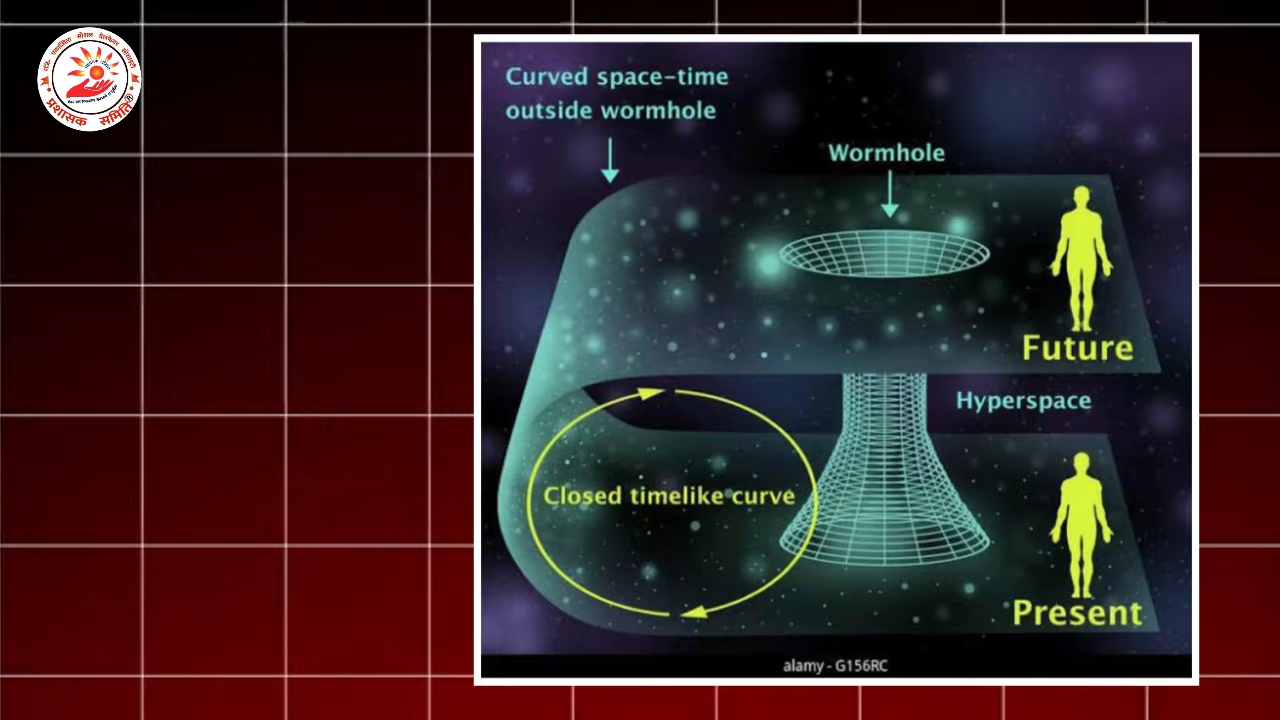 प्रशासक समिति®
Curved space-time
outside wormhole
Wormhole
Future
Hyperspace
Closed timelike curve
Present
alamy - G156RC